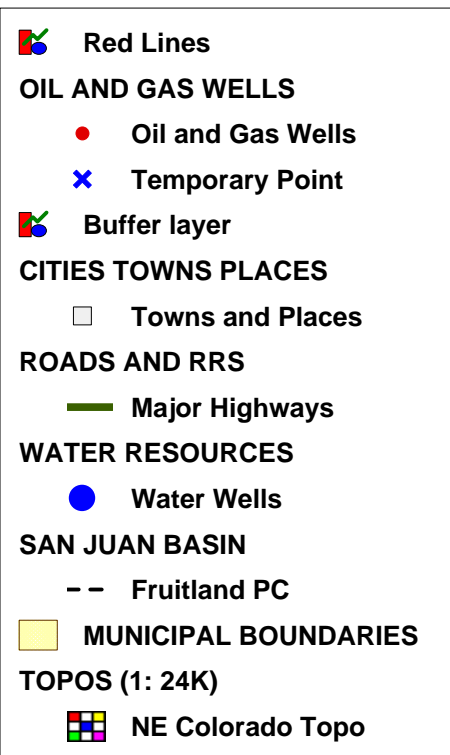 Red Lines
OIL AND GAS WELLS
Oil and Gas Wells
Temporary Point
Buffer layer
CITIES TOWNS PLACES
Towns and Places
ROADS AND RRS
Major Highways
WATER RESOURCES
Water Wells
SAN JUAN BASIN
Fruitland PC
MUNICIPAL BOUNDARIES
TOPOS (1: 24K)
NE Colorado Topo